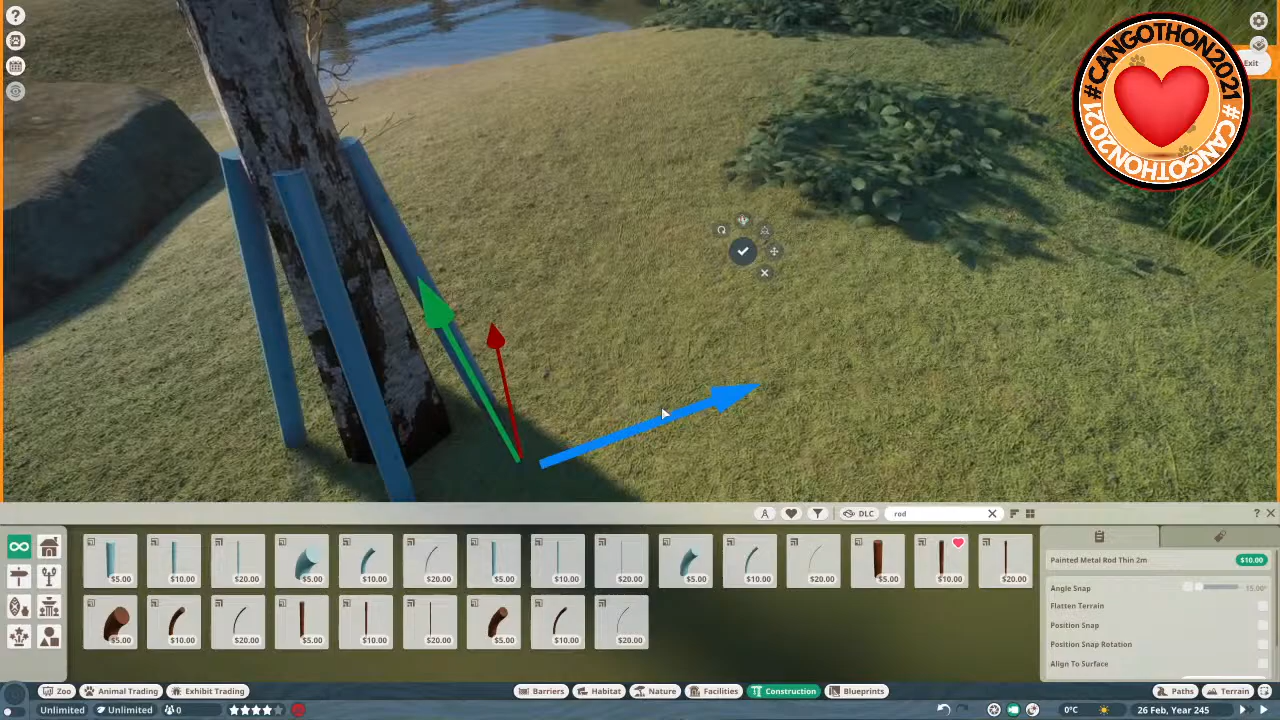 #CANGOTHON2021
#CANGOTHON2021
Exit
DLC
rod
$5.00 $10.00 $20.00 $5.00 $10.00 $20.00 $5.00 $10.00 $20.00 $5.00 $10.00 $20.00 $5.00 $10.00 $20.00
$5.00 $10.00 $20.00 $5.00 $10.00 $20.00 $5.00 $10.00 $20.00
Painted Metal Rod Thin 2m $10.00
Angle Snap 15.00°
Flatten Terrain
Position Snap
Position Snap Rotation
Align To Surface
Zoo Animal Trading Exhibit Trading Barriers Habitat Nature Facilities Construction Blueprints Paths Terrain
Unlimited Unlimited 0 0°C 26 Feb, Year 245